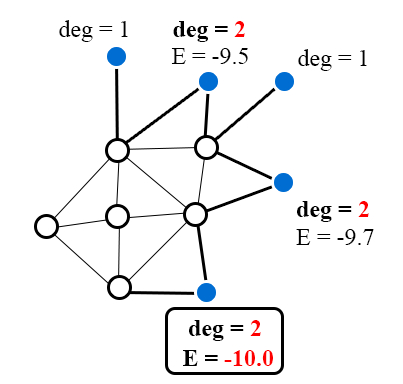 deg = 1
deg = 2
E = -9.5
deg = 1
deg = 2
E = -9.7
deg = 2
E = -10.0